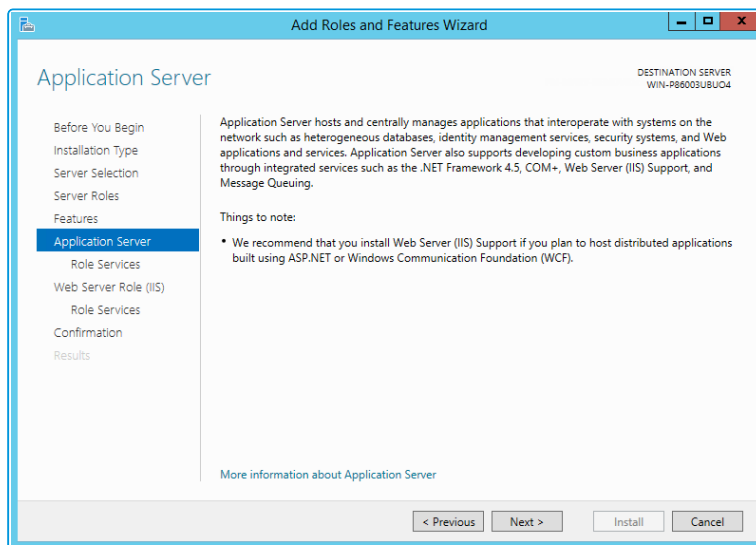 Add Roles and Features Wizard
Application Server
DESTINATION SERVER
WIN-P86003UBUO4
Before You Begin
Installation Type
Server Selection
Server Roles
Features
Application Server
Role Services
Web Server Role (IIS)
Role Services
Confirmation
Results
Application Server hosts and centrally manages applications that interoperate with systems on the
network such as heterogeneous databases, identity management services, security systems, and Web
applications and services. Application Server also supports developing custom business applications
through integrated services such as the .NET Framework 4.5, COM+, Web Server (IIS) Support, and
Message Queuing.
Things to note:
• We recommend that you install Web Server (IIS) Support if you plan to host distributed applications
built using ASP.NET or Windows Communication Foundation (WCF).
More information about Application Server
< Previous
Next >
Install
Cancel